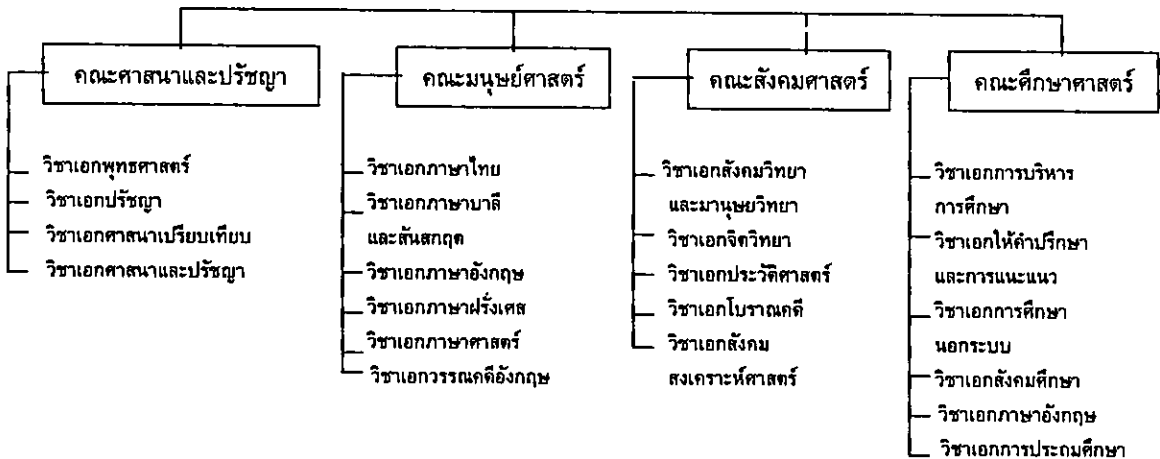 คณะศาสนาและปรัชญา
วิชาเอกพุทธศาสตร์
วิชาเอกปรัชญา
วิชาเอกศาสนาเปรียบเทียบ
วิชาเอกศาสนาและปรัชญา
คณะมนุษย์ศาสตร์
วิชาเอกภาษาไทย
วิชาเอกภาษาบาลี
และสันสกฤต
วิชาเอกภาษาอังกฤษ
วิชาเอกภาษาฝรั่งเศส
วิชาเอกภาษาศาสตร์
วิชาเอกวรรณคดีอังกฤษ
คณะสังคมศาสตร์
วิชาเอกสังคมวิทยา
และมานุษยวิทยา
วิชาเอกจิตวิทยา
วิชาเอกประวัติศาสตร์
วิชาเอกโบราณคดี
วิชาเอกสังคม
สงเคราะห์ศาสตร์
คณะศึกษาศาสตร์
วิชาเอกการบริหาร
การศึกษา
วิชาเอกให้คำปรึกษา
และการแนะแนว
วิชาเอกการศึกษา
นอกระบบ
วิชาเอกสังคมศึกษา
วิชาเอกภาษาอังกฤษ
วิชาเอกการประถมศึกษา